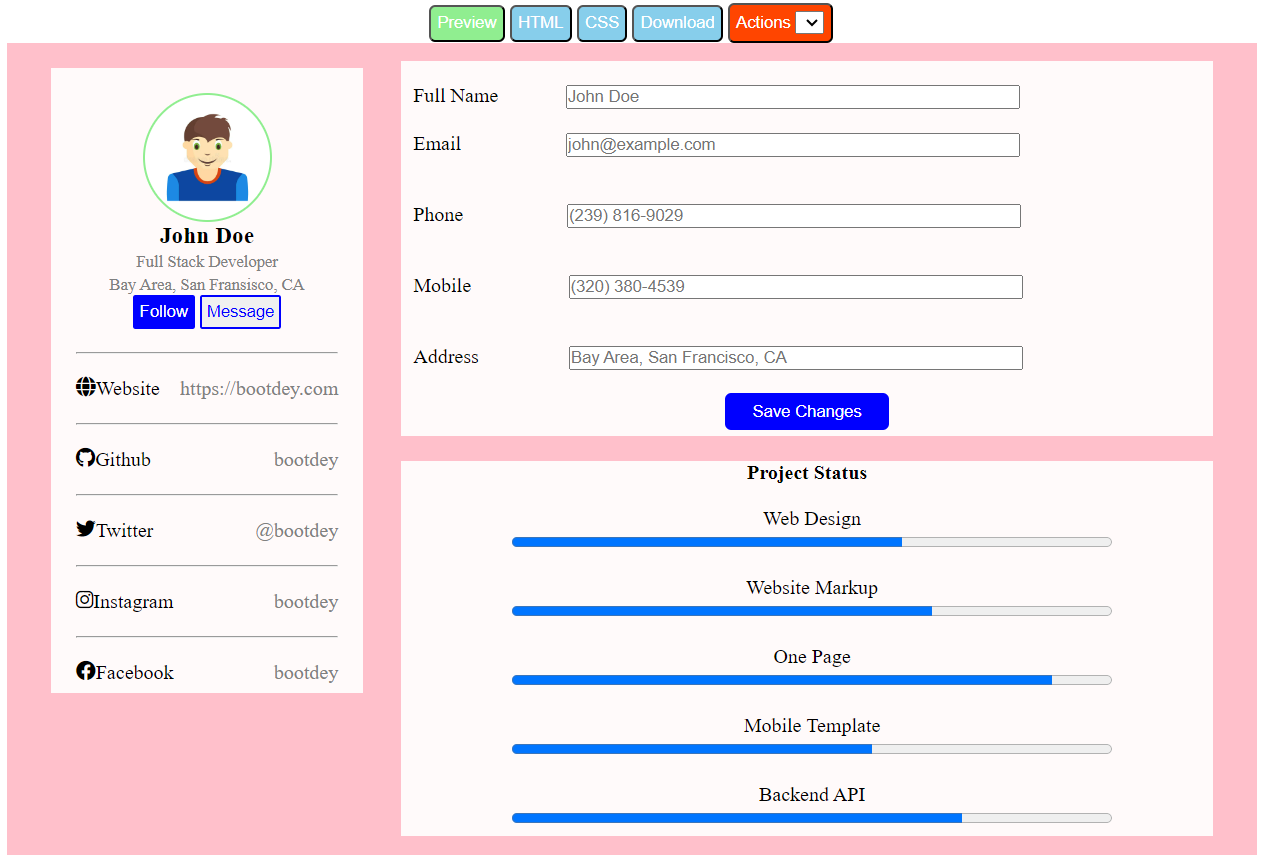 Preview HTML CSS Download Actions
John Doe
Full Stack Developer
Bay Area, San Fransisco, CA
Follow Message
Website https://bootdey.com
Github bootdey
Twitter @bootdey
Instagram bootdey
Facebook bootdey
Full Name John Doe
Email john@example.com
Phone (239) 816-9029
Mobile (320) 380-4539
Address Bay Area, San Francisco, CA
Save Changes
Project Status
Web Design
Website Markup
One Page
Mobile Template
Backend API